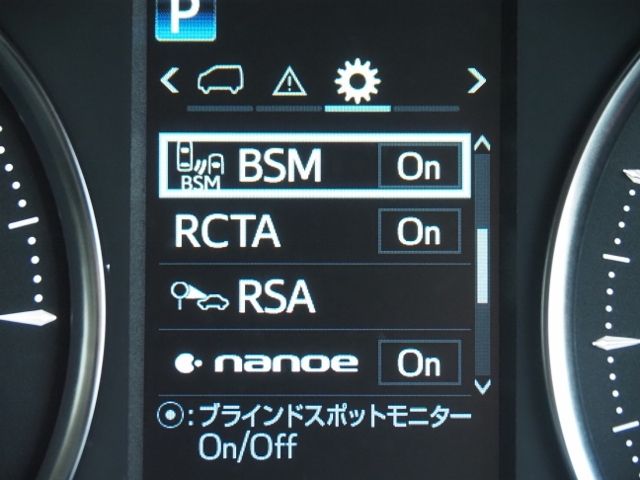 P
BSM
BSM On
RCTA On
RSA
nanoe On
⦿:ブラインドスポットモニター
On/Off